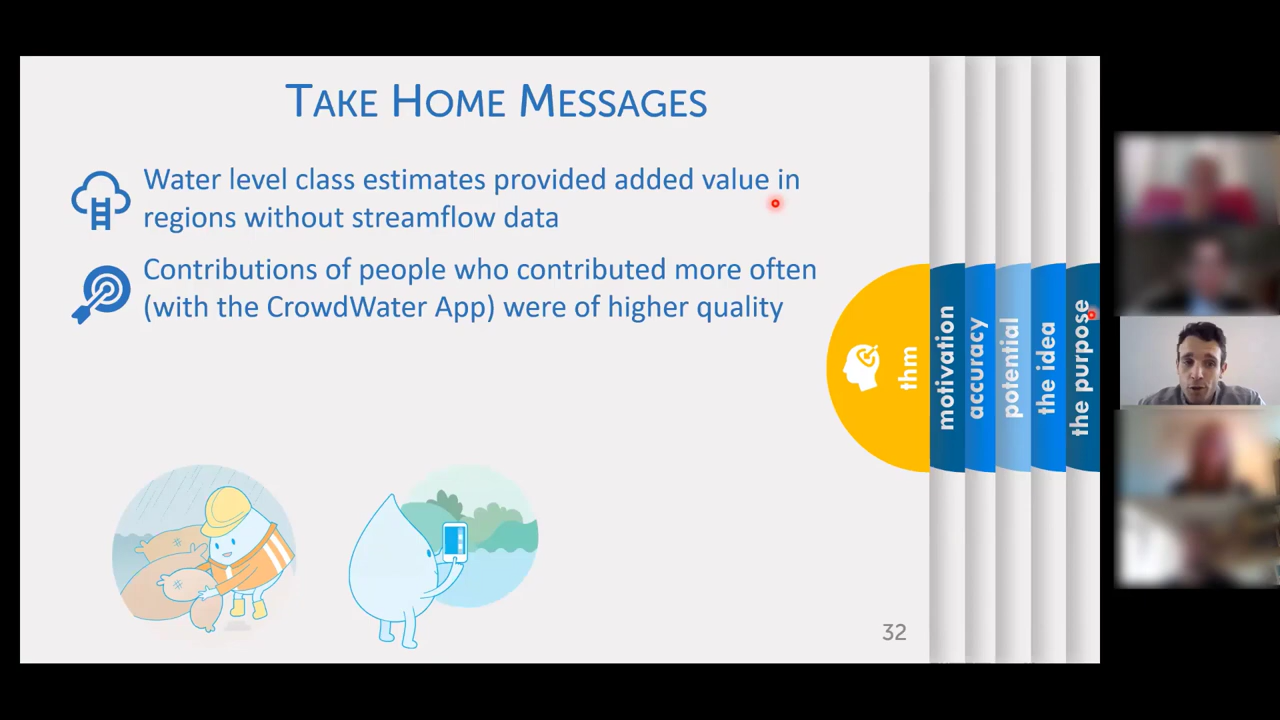 TAKE HOME MESSAGES
Water level class estimates provided added value in
regions without streamflow data
Contributions of people who contributed more often
(with the CrowdWater App) were of higher quality
thm
motivation
accuracy
potential
the idea
the purpose
32